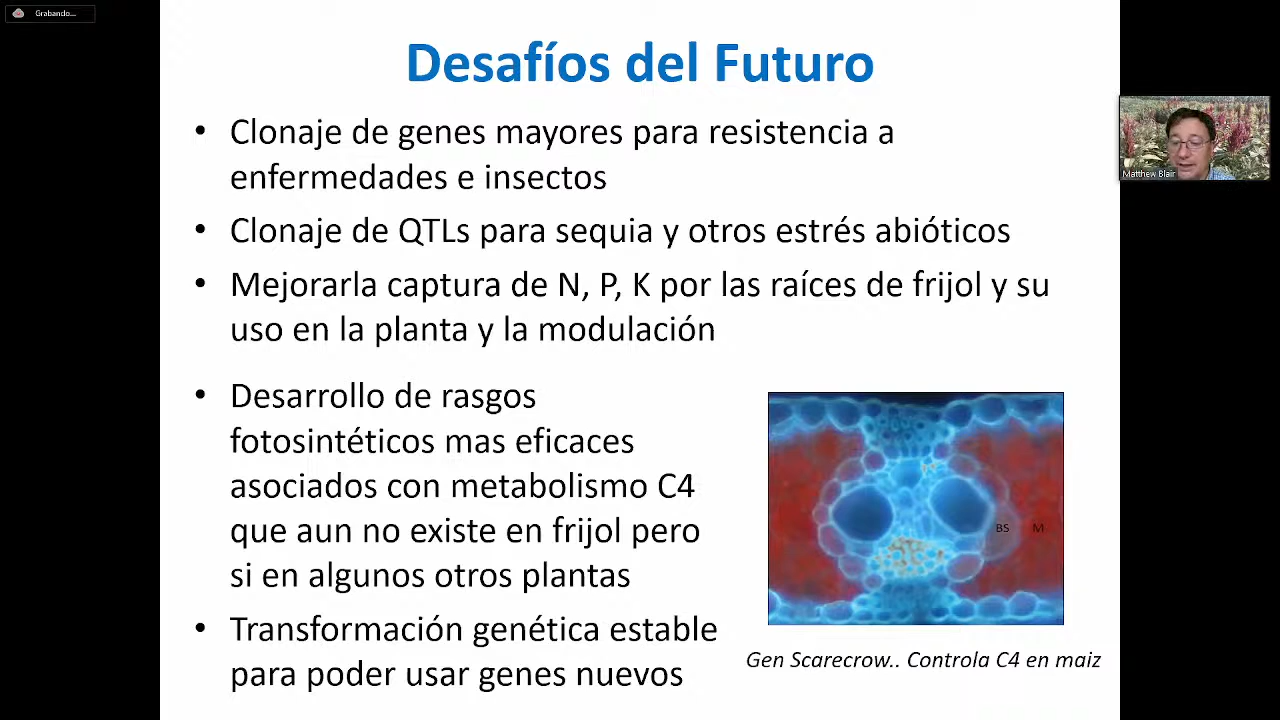 Grabando...
Desafíos del Futuro
• Clonaje de genes mayores para resistencia a
enfermedades e insectos
• Clonaje de QTLs para sequia y otros estrés abióticos
• Mejorarla captura de N, P, K por las raíces de frijol y su
uso en la planta y la modulación
• Desarrollo de rasgos
fotosintéticos mas eficaces
asociados con metabolismo C4
que aun no existe en frijol pero
si en algunos otros plantas
• Transformación genética estable
para poder usar genes nuevos
BS M
Gen Scarecrow.. Controla C4 en maiz
Matthew Blair